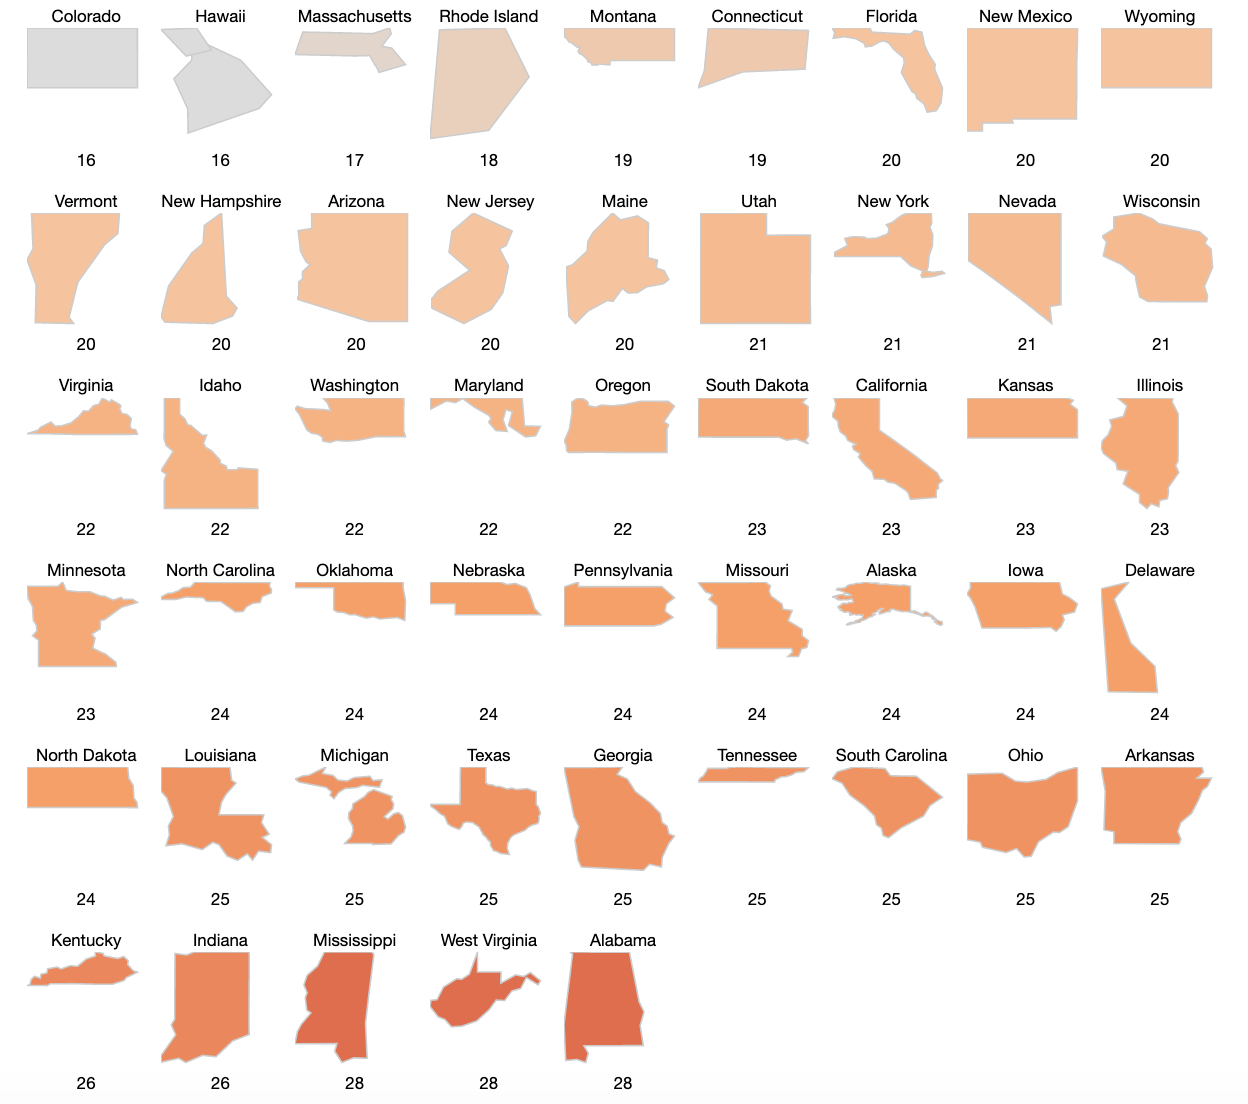 Colorado Hawaii Massachusetts Rhode Island Montana Connecticut Florida New Mexico Wyoming
16 16 17 18 19 19 20 20 20
Vermont New Hampshire Arizona New Jersey Maine Utah New York Nevada Wisconsin
20 20 20 20 20 21 21 21 21
Virginia Idaho Washington Maryland Oregon South Dakota California Kansas Illinois
22 22 22 22 22 23 23 23 23
Minnesota North Carolina Oklahoma Nebraska Pennsylvania Missouri Alaska Iowa Delaware
23 24 24 24 24 24 24 24 24
North Dakota Louisiana Michigan Texas Georgia Tennessee South Carolina Ohio Arkansas
24 25 25 25 25 25 25 25 25
Kentucky Indiana Mississippi West Virginia Alabama
26 26 28 28 28